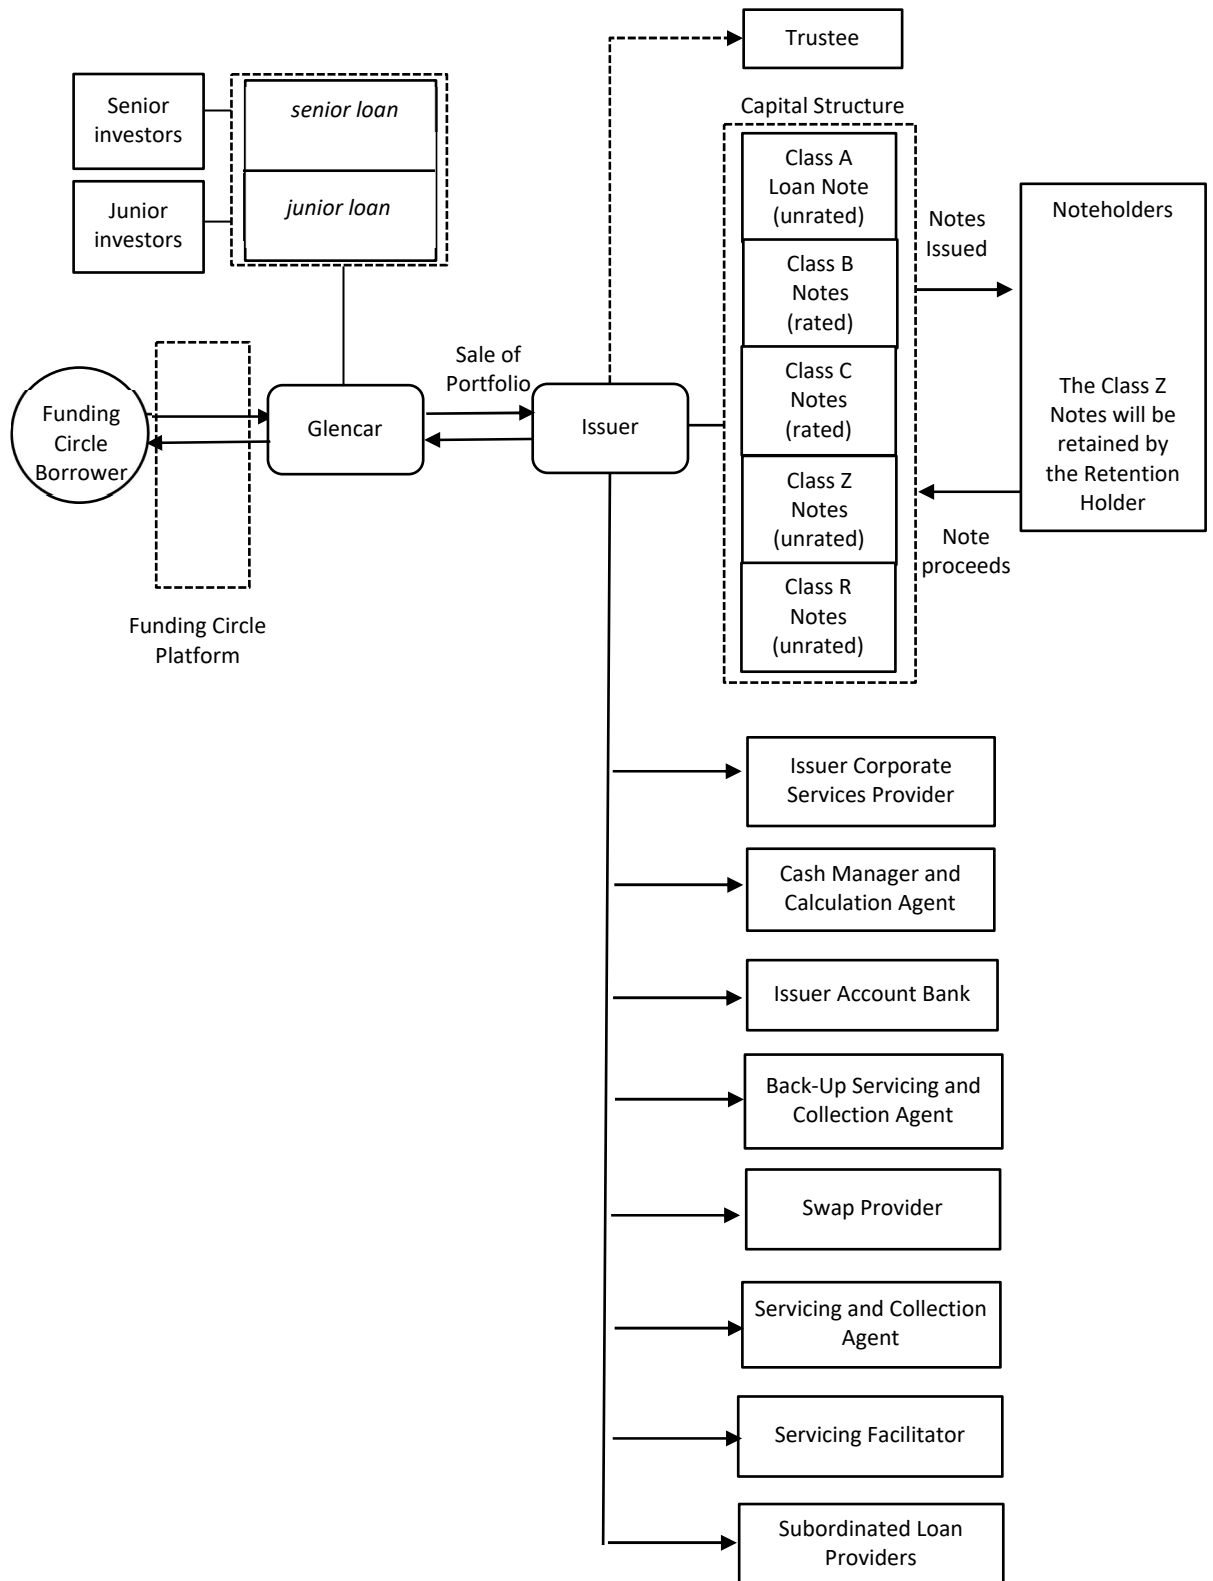 Trustee
Senior
investors
senior loan
Junior
investors
junior loan
Capital Structure
Class A
Loan Note
(unrated)
Class B
Notes
(rated)
Class C
Notes
(rated)
Class Z
Notes
(unrated)
Class R
Notes
(unrated)
Notes
Issued
Noteholders
The Class Z
Notes will be
retained by
the Retention
Holder
Note
proceeds
Funding
Circle
Borrower
Funding Circle
Platform
Glencar
Sale of
Portfolio
Issuer
Issuer Corporate
Services Provider
Cash Manager and
Calculation Agent
Issuer Account Bank
Back-Up Servicing and
Collection Agent
Swap Provider
Servicing and Collection
Agent
Servicing Facilitator
Subordinated Loan
Providers